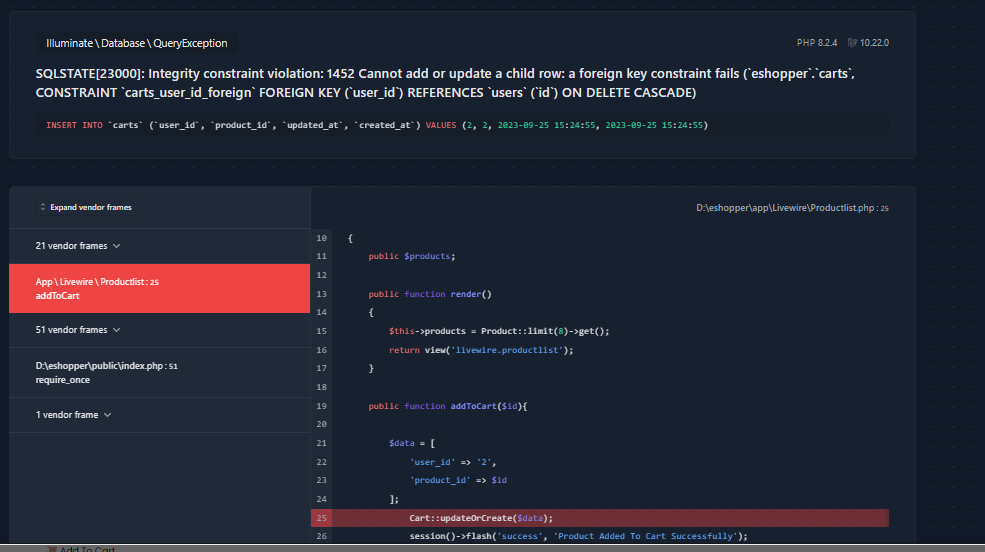 Illuminate\Database\QueryException
PHP 8.2.4 10.22.0
SQLSTATE[23000]: Integrity constraint violation: 1452 Cannot add or update a child row: a foreign key constraint fails (`eshopper`.`carts`,
CONSTRAINT `carts_user_id_foreign` FOREIGN KEY (`user_id`) REFERENCES `users` (`id`) ON DELETE CASCADE)
INSERT INTO `carts` (`user_id`, `product_id`, `updated_at`, `created_at`) VALUES (2, 2, 2023-09-25 15:24:55, 2023-09-25 15:24:55)
Expand vendor frames
21 vendor frames
App\Livewire\Productlist:25
addToCart
51 vendor frames
D:\eshopper\public\index.php:51
require_once
1 vendor frame
D:\eshopper\app\Livewire\Productlist.php:25
10 {
11 public $products;
12
13 public function render()
14 {
15 $this->products = Product::limit(8)->get();
16 return view('livewire.productlist');
17 }
18
19 public function addToCart($id){
20
21 $data = [
22 'user_id' => '2',
23 'product_id' => $id
24 ];
25 Cart::updateOrCreate($data);
26 session()->flash('success', 'Product Added To Cart Successfully');
Add To Cart